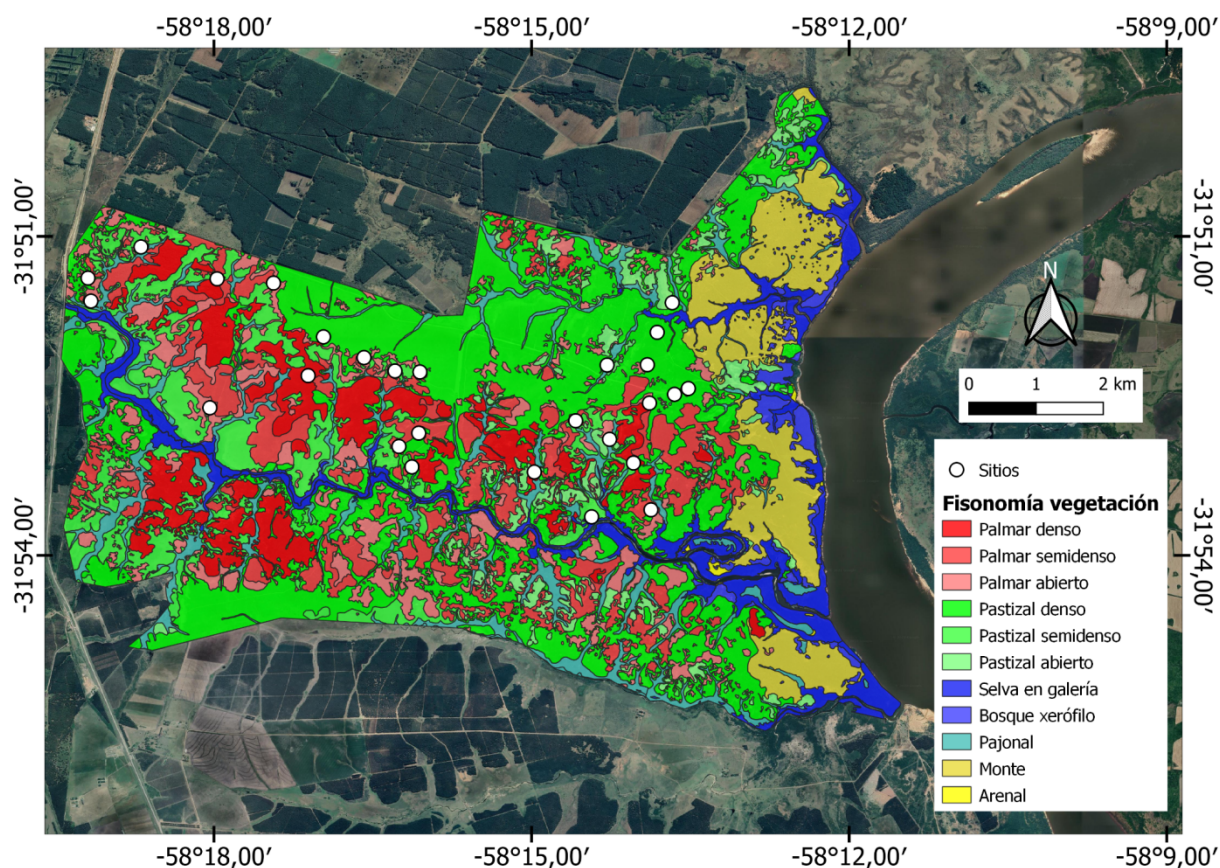 -58°18,00′ -58°15,00′ -58°12,00′ -58°9,00′
-31°51,00′ -31°51,00′
N
0 1 2 km
Sitios
Fisonomía vegetación
Palmar denso
Palmar semidenso
Palmar abierto
Pastizal denso
Pastizal semidenso
Pastizal abierto
Selva en galería
Bosque xerófilo
Pajonal
Monte
Arenal
-31°54,00′ -31°54,00′
-58°18,00′ -58°15,00′ -58°12,00′ -58°9,00′